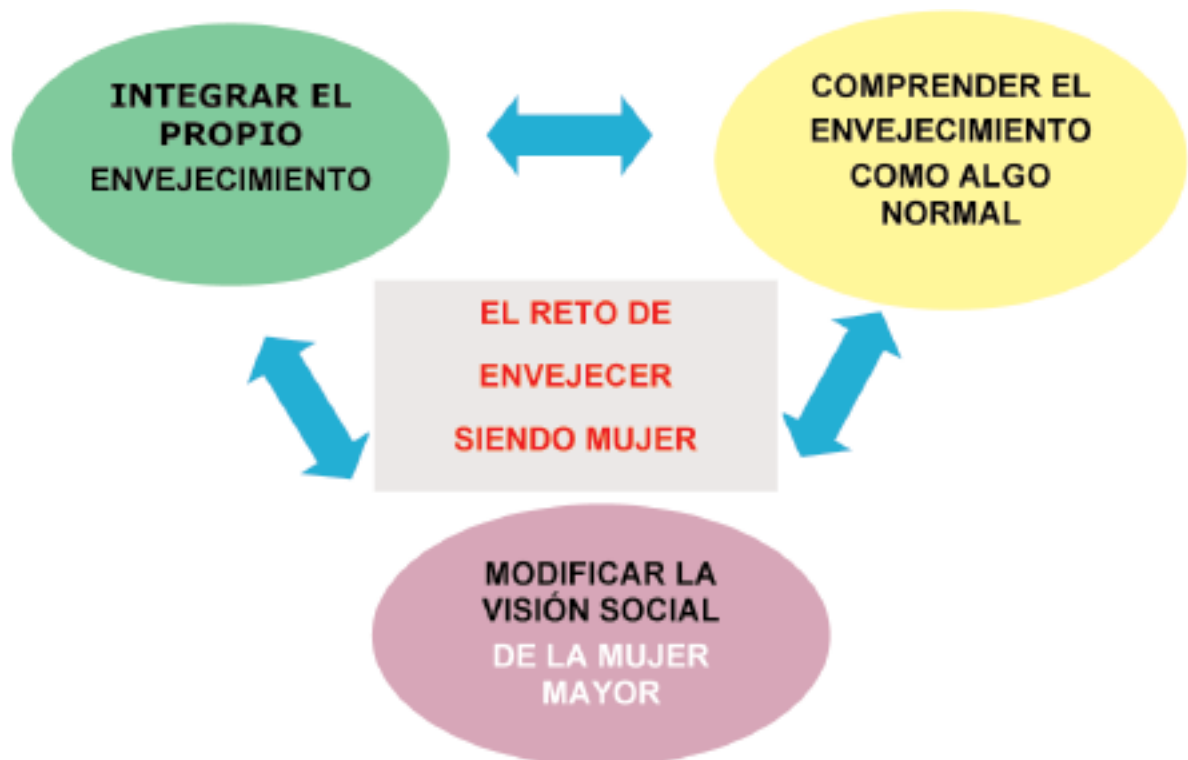 INTEGRAR EL
PROPIO
ENVEJECIMIENTO
COMPRENDER EL
ENVEJECIMIENTO
COMO ALGO
NORMAL
EL RETO DE
ENVEJECER
SIENDO MUJER
MODIFICAR LA
VISIÓN SOCIAL
DE LA MUJER
MAYOR